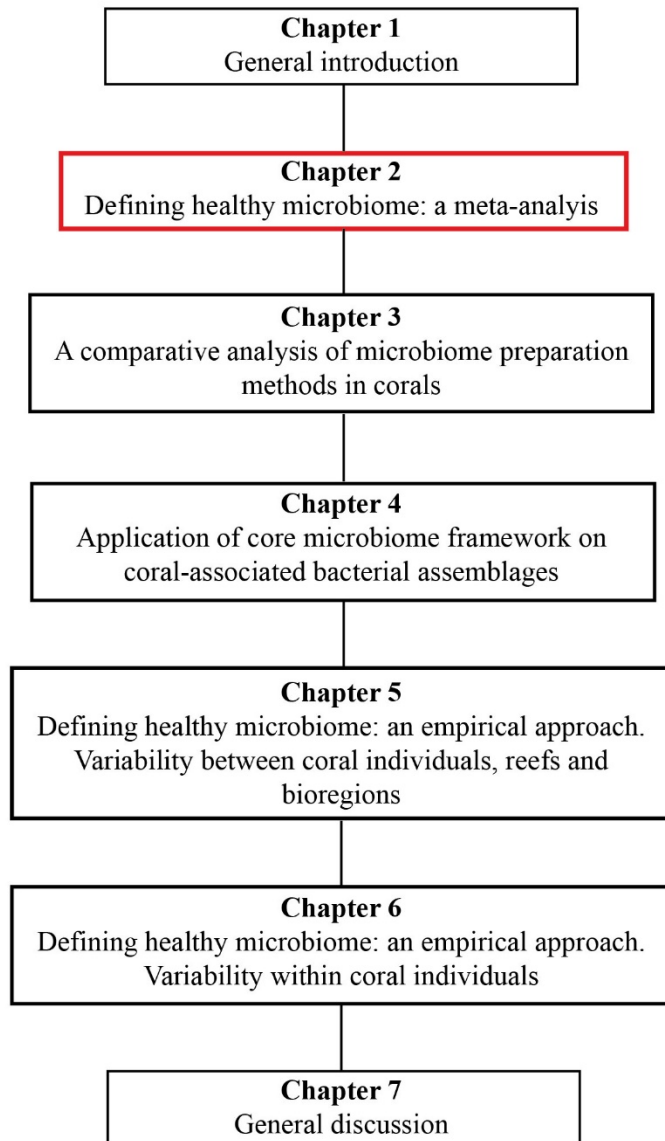 Chapter 1
General introduction
Chapter 2
Defining healthy microbiome: a meta-analyis
Chapter 3
A comparative analysis of microbiome preparation
methods in corals
Chapter 4
Application of core microbiome framework on
coral-associated bacterial assemblages
Chapter 5
Defining healthy microbiome: an empirical approach.
Variability between coral individuals, reefs and
bioregions
Chapter 6
Defining healthy microbiome: an empirical approach.
Variability within coral individuals
Chapter 7
General discussion